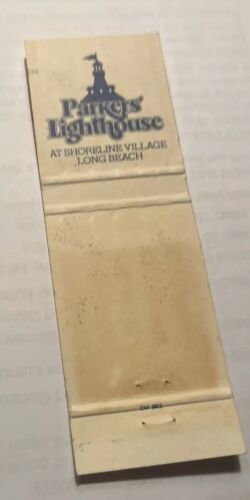 Parkers'
Lighthouse
AT SHORELINE VILLAGE
LONG BEACH